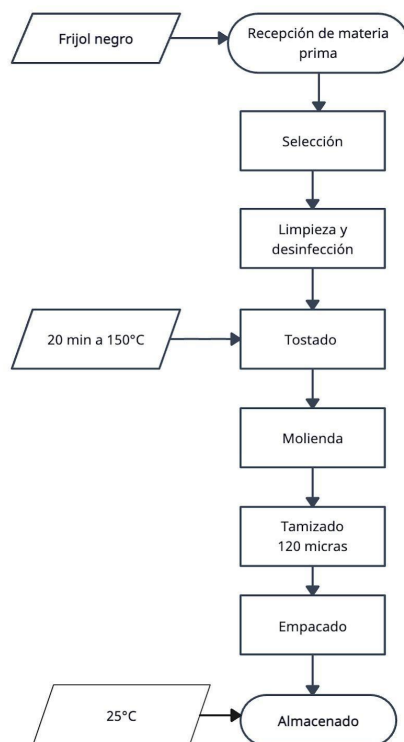 Frijol negro
Recepción de materia
prima
Selección
Limpieza y
desinfección
20 min a 150°C
Tostado
Molienda
Tamizado
120 micras
Empacado
25°C
Almacenado